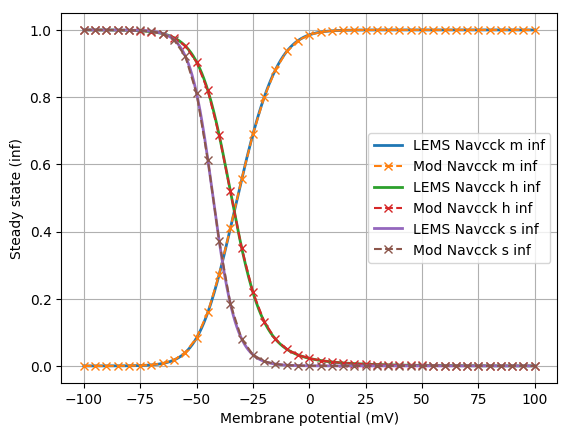 1.0
0.8
0.6
0.4
0.2
0.0
Steady state (inf)
LEMS Navcck m inf
Mod Navcck m inf
LEMS Navcck h inf
Mod Navcck h inf
LEMS Navcck s inf
Mod Navcck s inf
−100 −75 −50 −25 0 25 50 75 100
Membrane potential (mV)